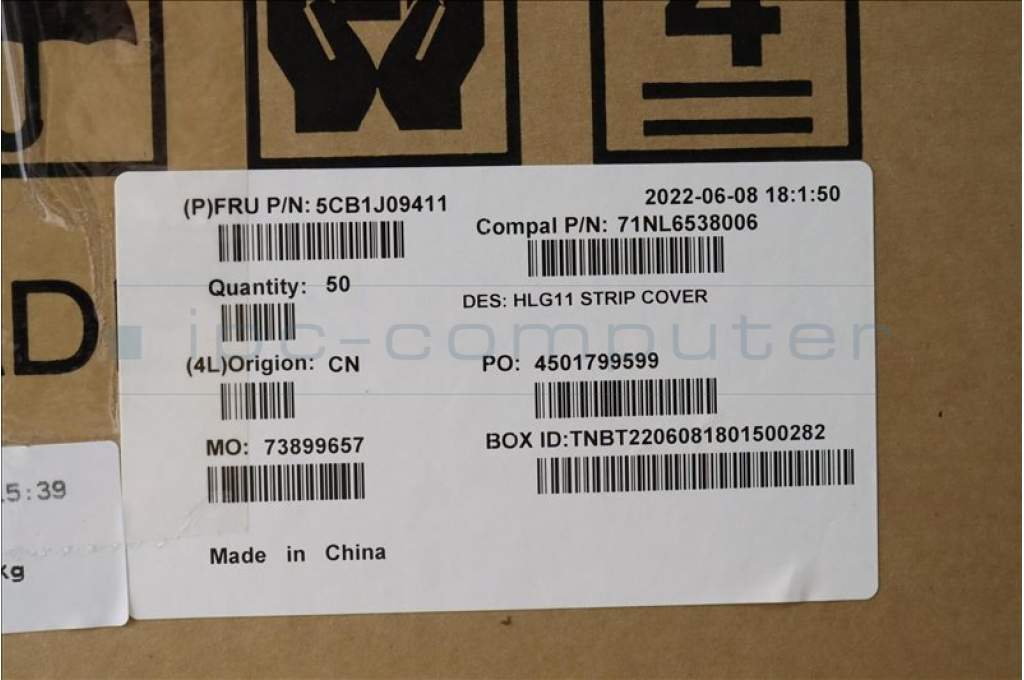 4
(P)FRU P/N: 5CB1J09411
2022-06-08 18:1:50
Compal P/N: 71NL6538006
Quantity: 50
DES: HLG11 STRIP COVER
ipc-computer
(4L)Origion: CN
PO: 4501799599
MO: 73899657
BOX ID:TNBT2206081801500282
Made in China
5:39
Kg